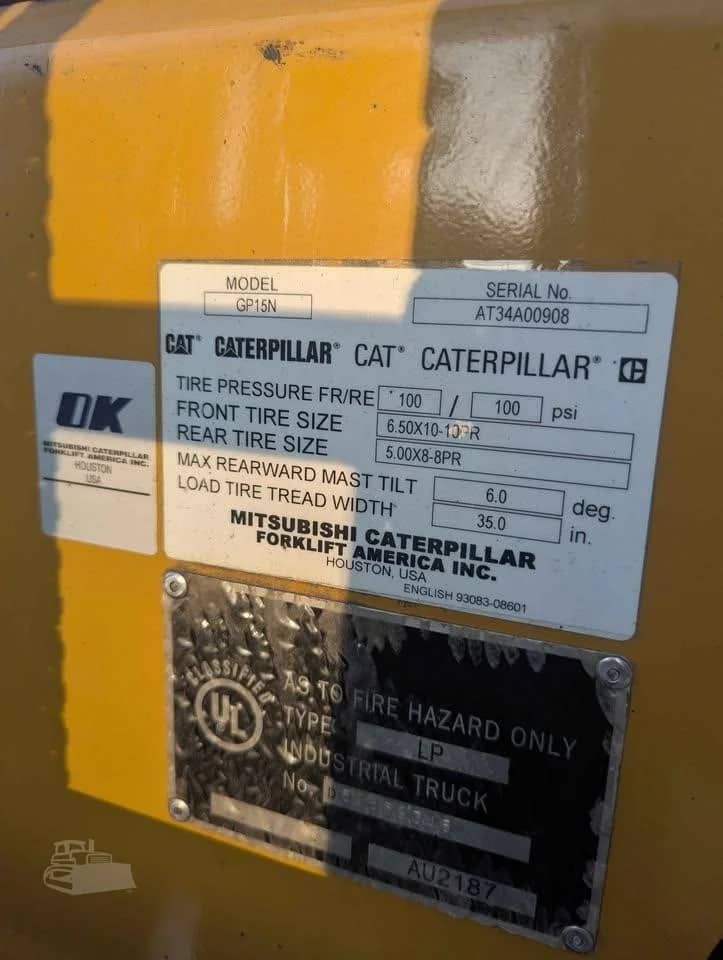 MODEL
GP15N
SERIAL No.
AT34A00908
CAT® CATERPILLAR® CAT® CATERPILLAR®
TIRE PRESSURE FR/RE 100 / 100 psi
FRONT TIRE SIZE 6.50X10-10PR
REAR TIRE SIZE 5.00X8-8PR
MAX REARWARD MAST TILT 6.0 deg.
LOAD TIRE TREAD WIDTH 35.0 in.
MITSUBISHI CATERPILLAR
FORKLIFT AMERICA INC.
HOUSTON, USA
ENGLISH 93083-08601
OK
MITSUBISHI CATERPILLAR
FORKLIFT AMERICA INC.
HOUSTON
USA
CLASSIFIED
UL
AS TO FIRE HAZARD ONLY
TYPE LP
INDUSTRIAL TRUCK
No.
AU2187